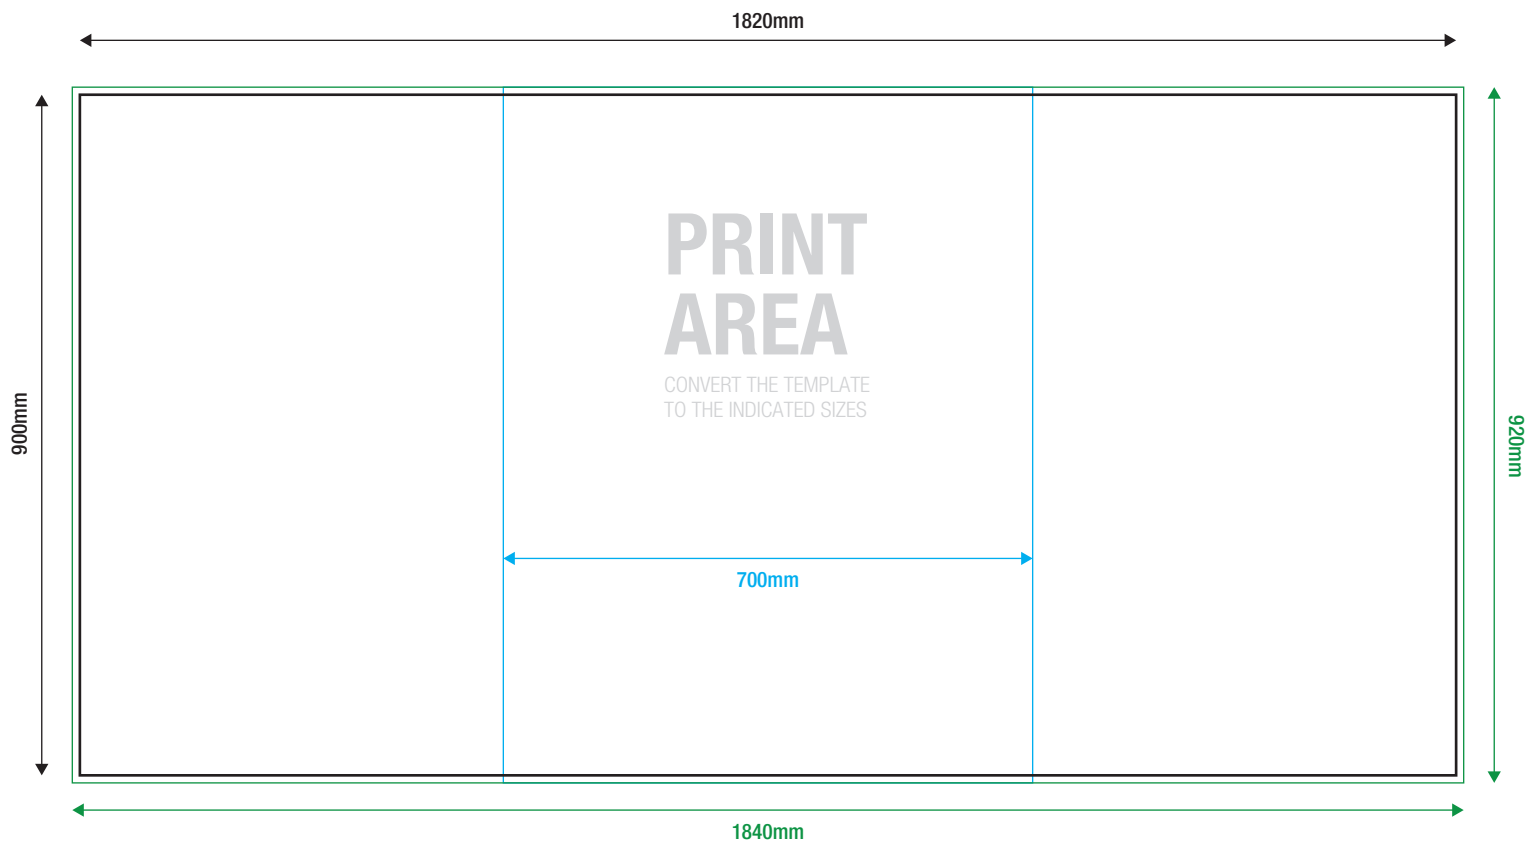 1820mm
900mm
PRINT
AREA
CONVERT THE TEMPLATE
TO THE INDICATED SIZES
920mm
700mm
1840mm